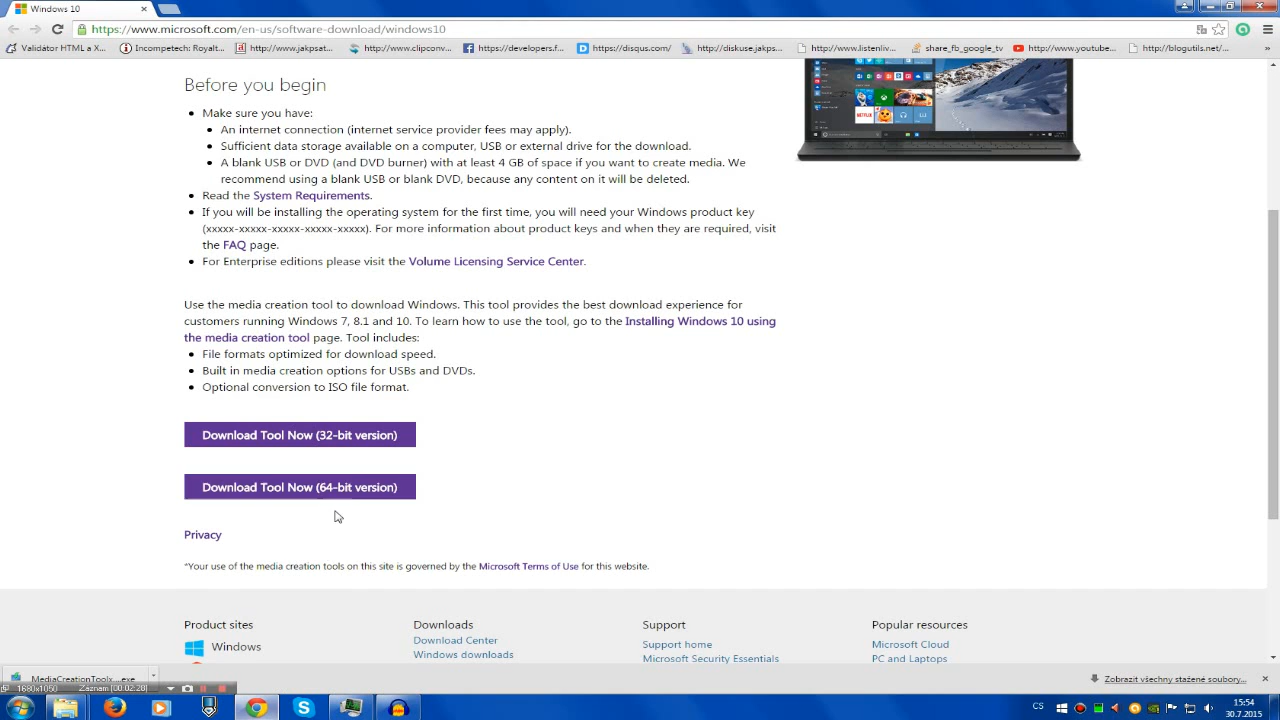 Windows 10
https://www.microsoft.com/en-us/software-download/windows10
Validátor HTML a X...
Incompetech: Royalt...
http://www.jakpsat...
http://www.clipconv...
https://developers.f...
https://disqus.com/
http://diskuse.jakps...
http://www.listenliv...
share_fb_google_tv
http://www.youtube...
http://blogutils.net/...
»
Before you begin
Make sure you have:
An internet connection (internet service provider fees may apply).
Sufficient data storage available on a computer, USB or external drive for the download.
A blank USB or DVD (and DVD burner) with at least 4 GB of space if you want to create media. We
recommend using a blank USB or blank DVD, because any content on it will be deleted.
Read the System Requirements.
If you will be installing the operating system for the first time, you will need your Windows product key
(xxxxx-xxxxx-xxxxx-xxxxx-xxxxx). For more information about product keys and when they are required, visit
the FAQ page.
For Enterprise editions please visit the Volume Licensing Service Center.
Use the media creation tool to download Windows. This tool provides the best download experience for
customers running Windows 7, 8.1 and 10. To learn how to use the tool, go to the Installing Windows 10 using
the media creation tool page. Tool includes:
File formats optimized for download speed.
Built in media creation options for USBs and DVDs.
Optional conversion to ISO file format.
Download Tool Now (32-bit version)
Download Tool Now (64-bit version)
Privacy
*Your use of the media creation tools on this site is governed by the Microsoft Terms of Use for this website.
Product sites
Windows
Downloads
Download Center
Windows downloads
Support
Support home
Microsoft Security Essentials
Popular resources
Microsoft Cloud
PC and Laptops
NETFLIX
MediaCreationToolx....exe
Zobrazit všechny stažené soubory...
1680x1050
Záznam [00:02:28]
CS
15:54
30.7.2015